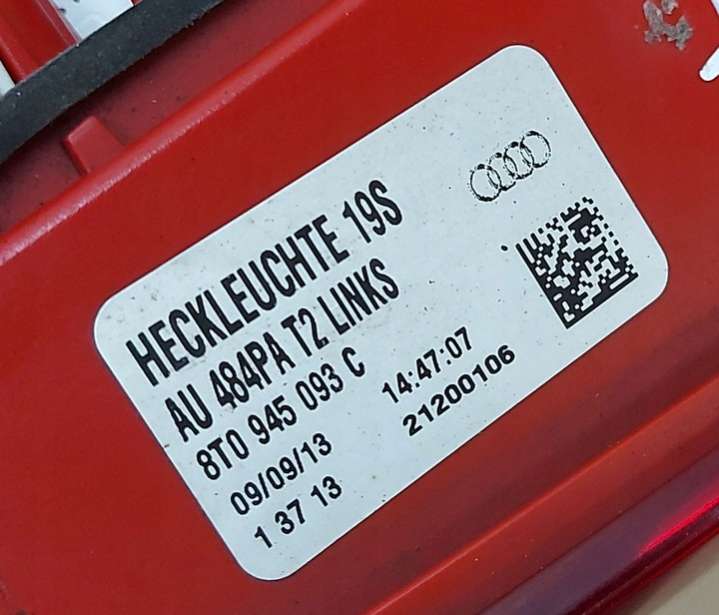 HECKLEUCHTE 19S
AU 484PA T2 LINKS
8T0 945 093 C
09/09/13 14:47:07
1 37 13 21200106